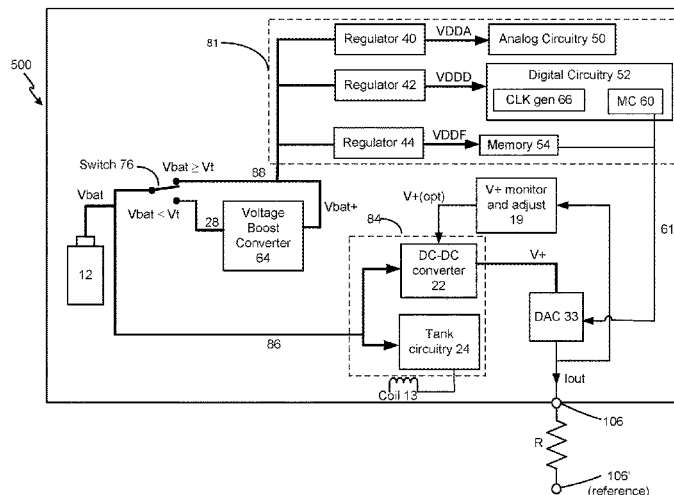 500
81
Regulator 40
VDDA
Analog Circuitry 50
Regulator 42
VDDD
Digital Circuitry 52
CLK gen 66
MC 60
Regulator 44
VDDF
Memory 54
Switch 76
Vbat ≥ Vt
Vbat
88
Vbat < Vt
28
Voltage
Boost
Converter
64
Vbat+
V+(opt)
V+ monitor
and adjust
19
61
84
12
DC-DC
converter
22
V+
DAC 33
86
Tank
circuitry 24
Coil 13
Iout
106
R
106'
(reference)